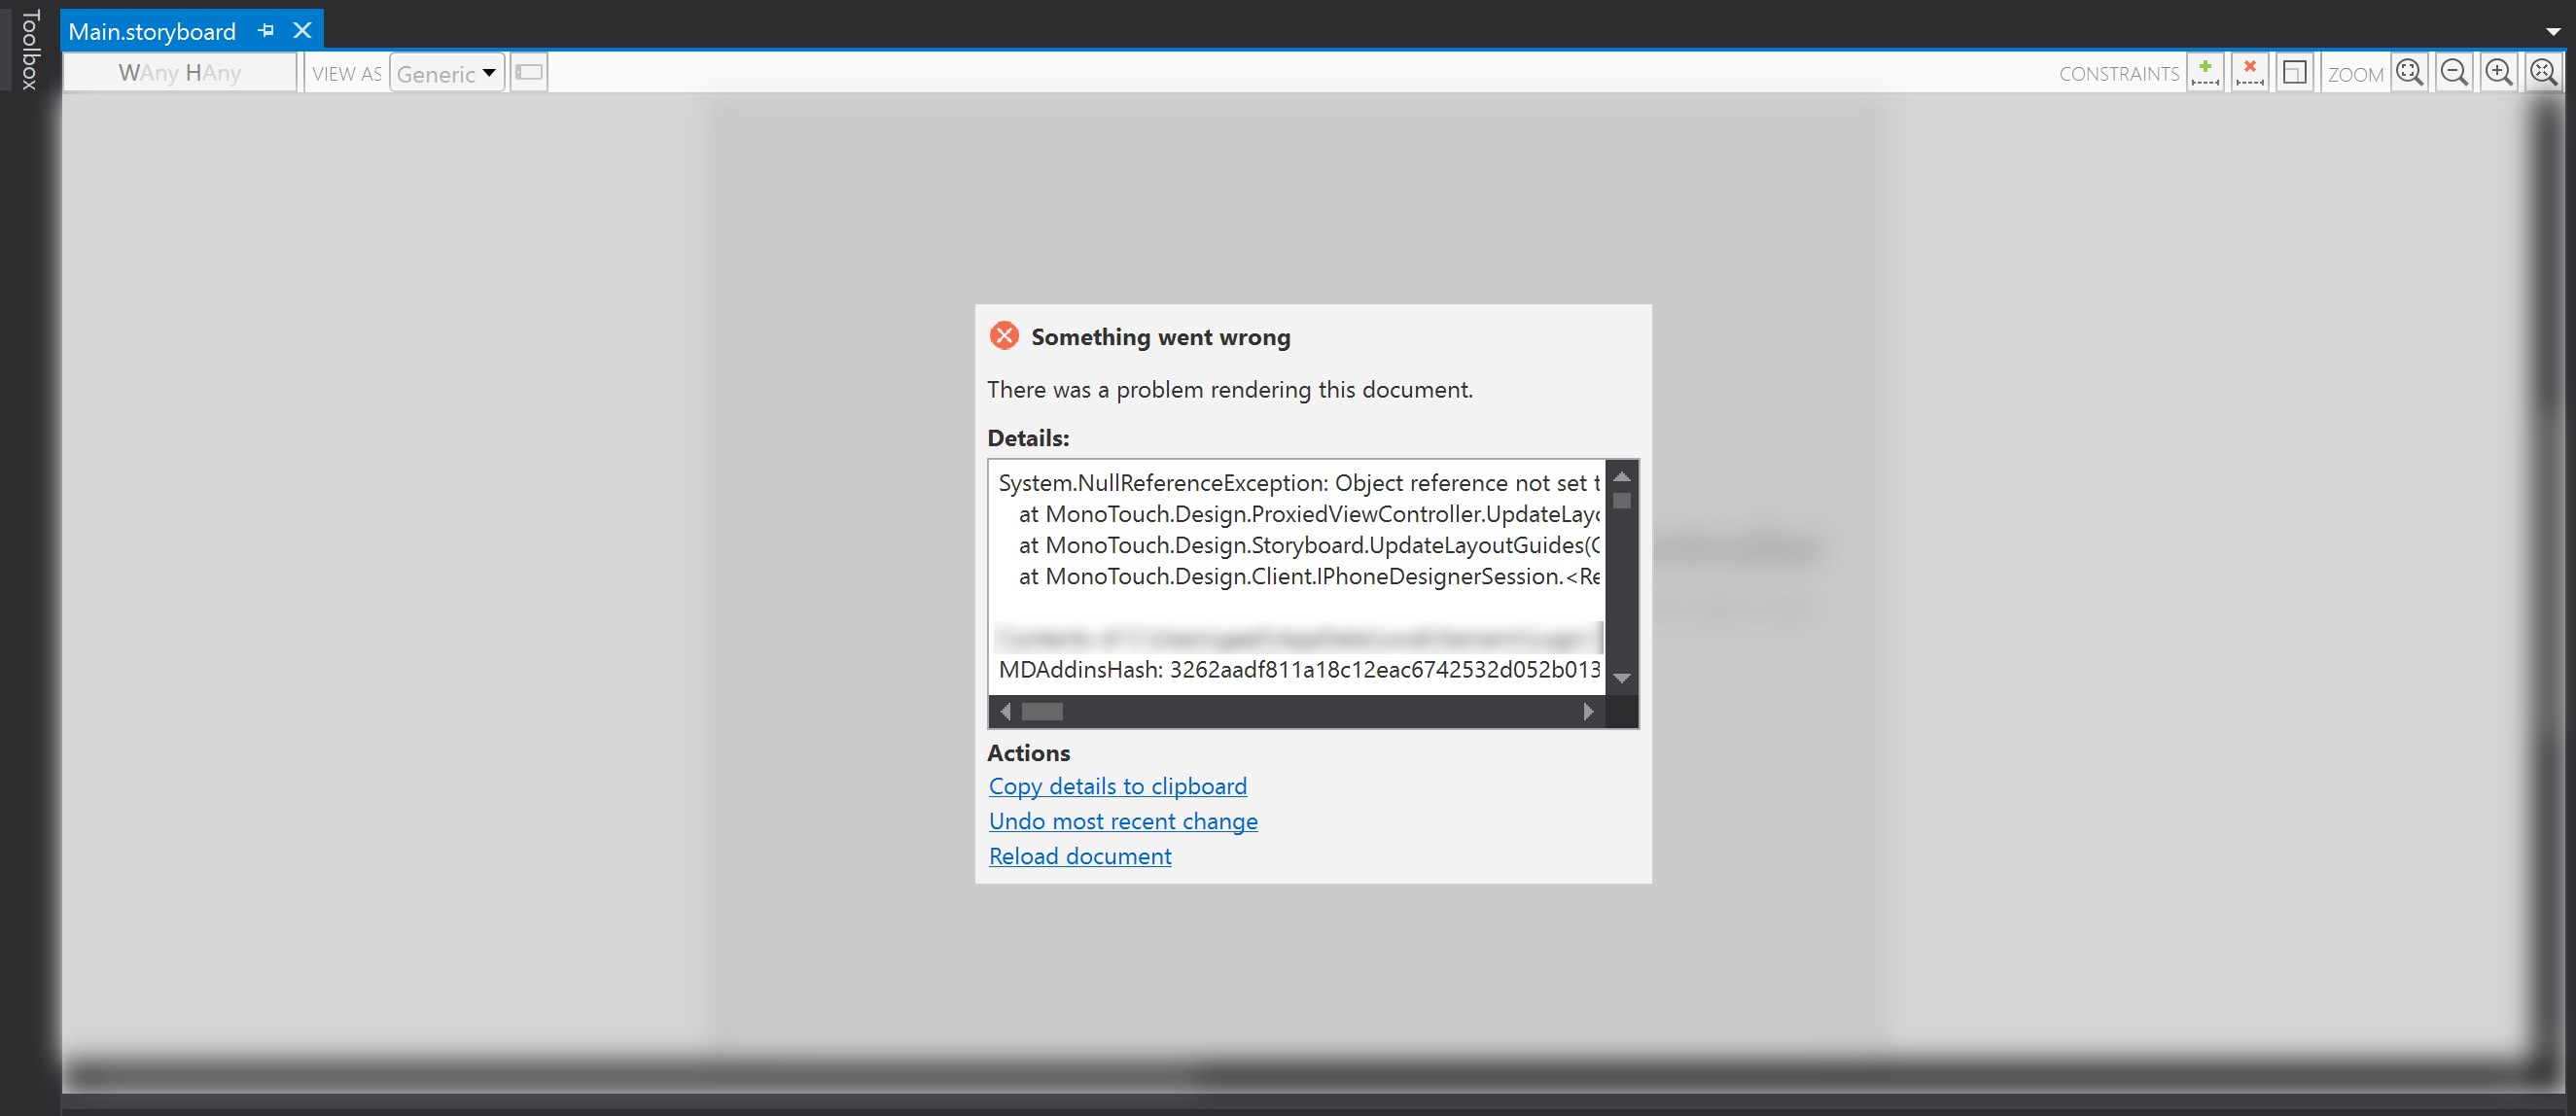 Toolbox
Main.storyboard
WAny HAny
VIEW AS
Generic
CONSTRAINTS
ZOOM
Something went wrong
There was a problem rendering this document.
Details:
System.NullReferenceException: Object reference not set t
at MonoTouch.Design.ProxiedViewController.UpdateLayo
at MonoTouch.Design.Storyboard.UpdateLayoutGuides(C
at MonoTouch.Design.Client.IPhoneDesignerSession.<Re
MDAddinsHash: 3262aadf811a18c12eac6742532d052b013
Actions
Copy details to clipboard
Undo most recent change
Reload document